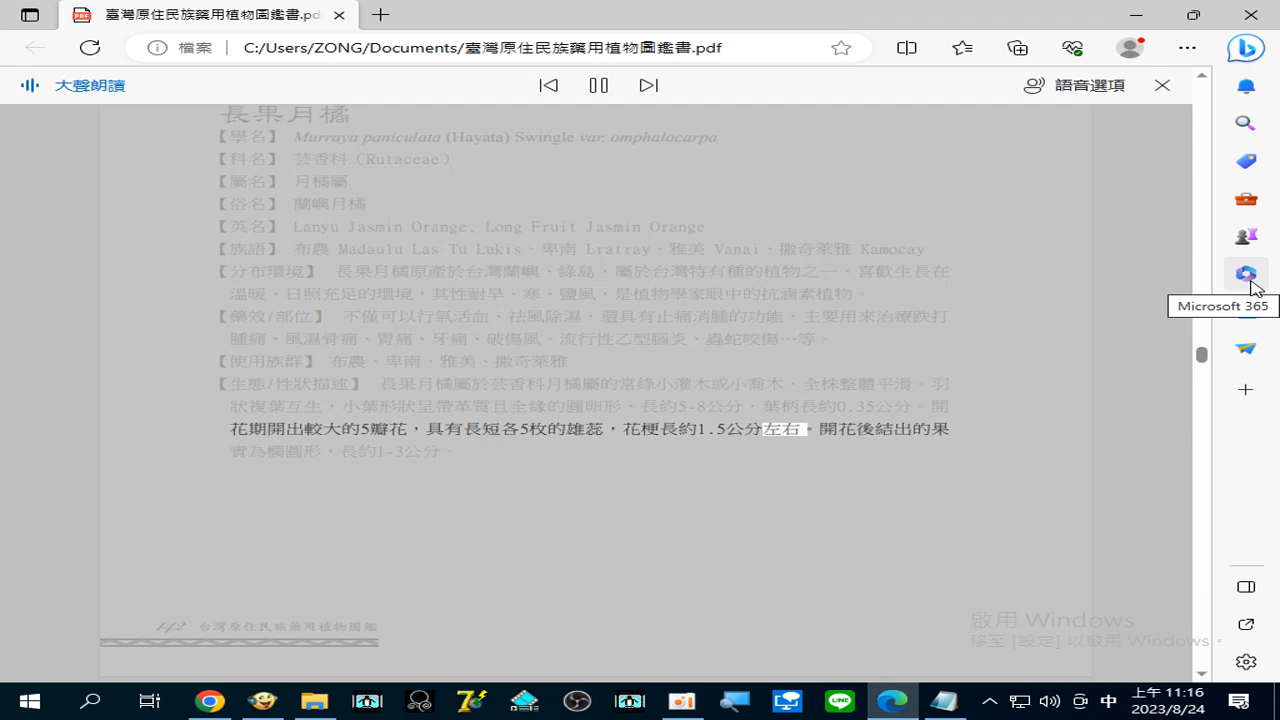 臺灣原住民族藥用植物圖鑑書.pd
檔案
C:/Users/ZONG/Documents/臺灣原住民族藥用植物圖鑑書.pdf
大聲朗讀
語音選項
長果月橘
【學名】 Murraya paniculata (Hayata) Swingle var. omphalocarpa
【科名】 芸香科（Rutaceae）
【屬名】 月橘屬
【俗名】 蘭嶼月橘
【英名】 Lanyu Jasmin Orange、Long Fruit Jasmin Orange
【族語】 布農 Madaulu Las Tu Lukis、卑南 Lratray，雅美 Vanai，撒奇萊雅 Kamocay
【分布環境】 長果月橘原產於台灣蘭嶼、綠島，屬於台灣特有種的植物之一，喜歡生長在
溫暖、日照充足的環境，其性耐旱、寒、鹽風，是植物學家眼中的抗滷素植物。
【藥效/部位】 不僅可以行氣活血、祛風除濕，還具有止痛消腫的功能，主要用來治療跌打
腫痛、風濕骨痛、胃痛、牙痛、破傷風、流行性乙型腦炎、蟲蛇咬傷…等。
【使用族群】 布農、卑南、雅美、撒奇萊雅
【生態/性狀描述】 長果月橘屬於芸香科月橘屬的常綠小灌木或小喬木，全株整體平滑。羽
狀複葉互生，小葉形狀呈帶革質且全緣的圓卵形，長約5-8公分，葉柄長約0.35公分。開
花期開出較大的5瓣花，具有長短各5枚的雄蕊，花梗長約1.5公分左右。開花後結出的果
實為橢圓形，長約1-3公分。
142 台灣原住民族藥用植物圖鑑
Microsoft 365
啟用 Windows
移至 [設定] 以啟用 Windows。
中
上午 11:16
2023/8/24